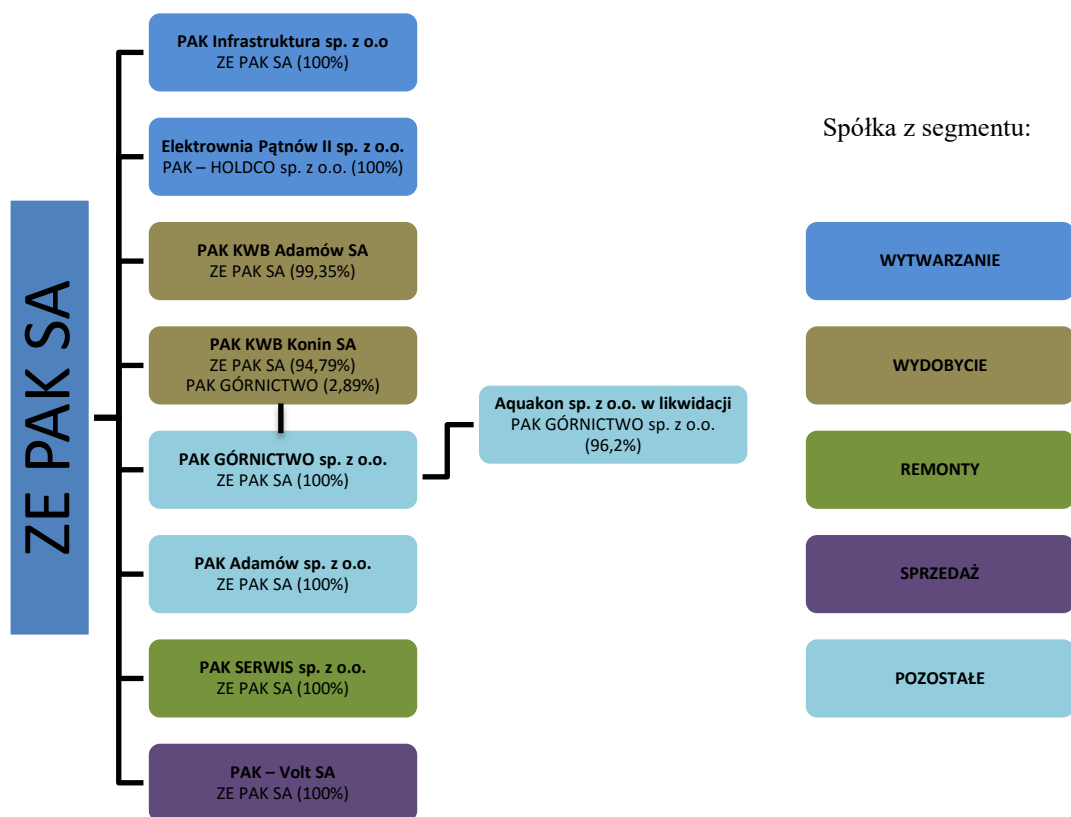 ZE PAK SA
PAK Infrastruktura sp. z o.o
ZE PAK SA (100%)
Elektrownia Pątnów II sp. z o.o.
PAK – HOLDCO sp. z o.o. (100%)
PAK KWB Adamów SA
ZE PAK SA (99,35%)
PAK KWB Konin SA
ZE PAK SA (94,79%)
PAK GÓRNICTWO (2,89%)
PAK GÓRNICTWO sp. z o.o.
ZE PAK SA (100%)
Aquakon sp. z o.o. w likwidacji
PAK GÓRNICTWO sp. z o.o.
(96,2%)
PAK Adamów sp. z o.o.
ZE PAK SA (100%)
PAK SERWIS sp. z o.o.
ZE PAK SA (100%)
PAK – Volt SA
ZE PAK SA (100%)
Spółka z segmentu:
WYTWARZANIE
WYDOBYCIE
REMONTY
SPRZEDAŻ
POZOSTAŁE